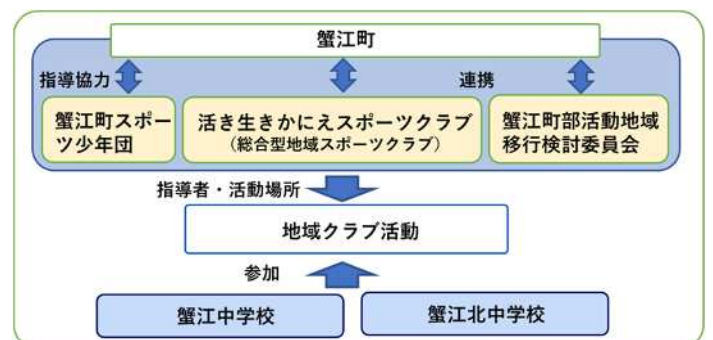 蟹江町
指導協力
連携
蟹江町スポー
ツ少年団
活き生きかにえスポーツクラブ
（総合型地域スポーツクラブ）
蟹江町部活動地域
移行検討委員会
指導者・活動場所
地域クラブ活動
参加
蟹江中学校
蟹江北中学校